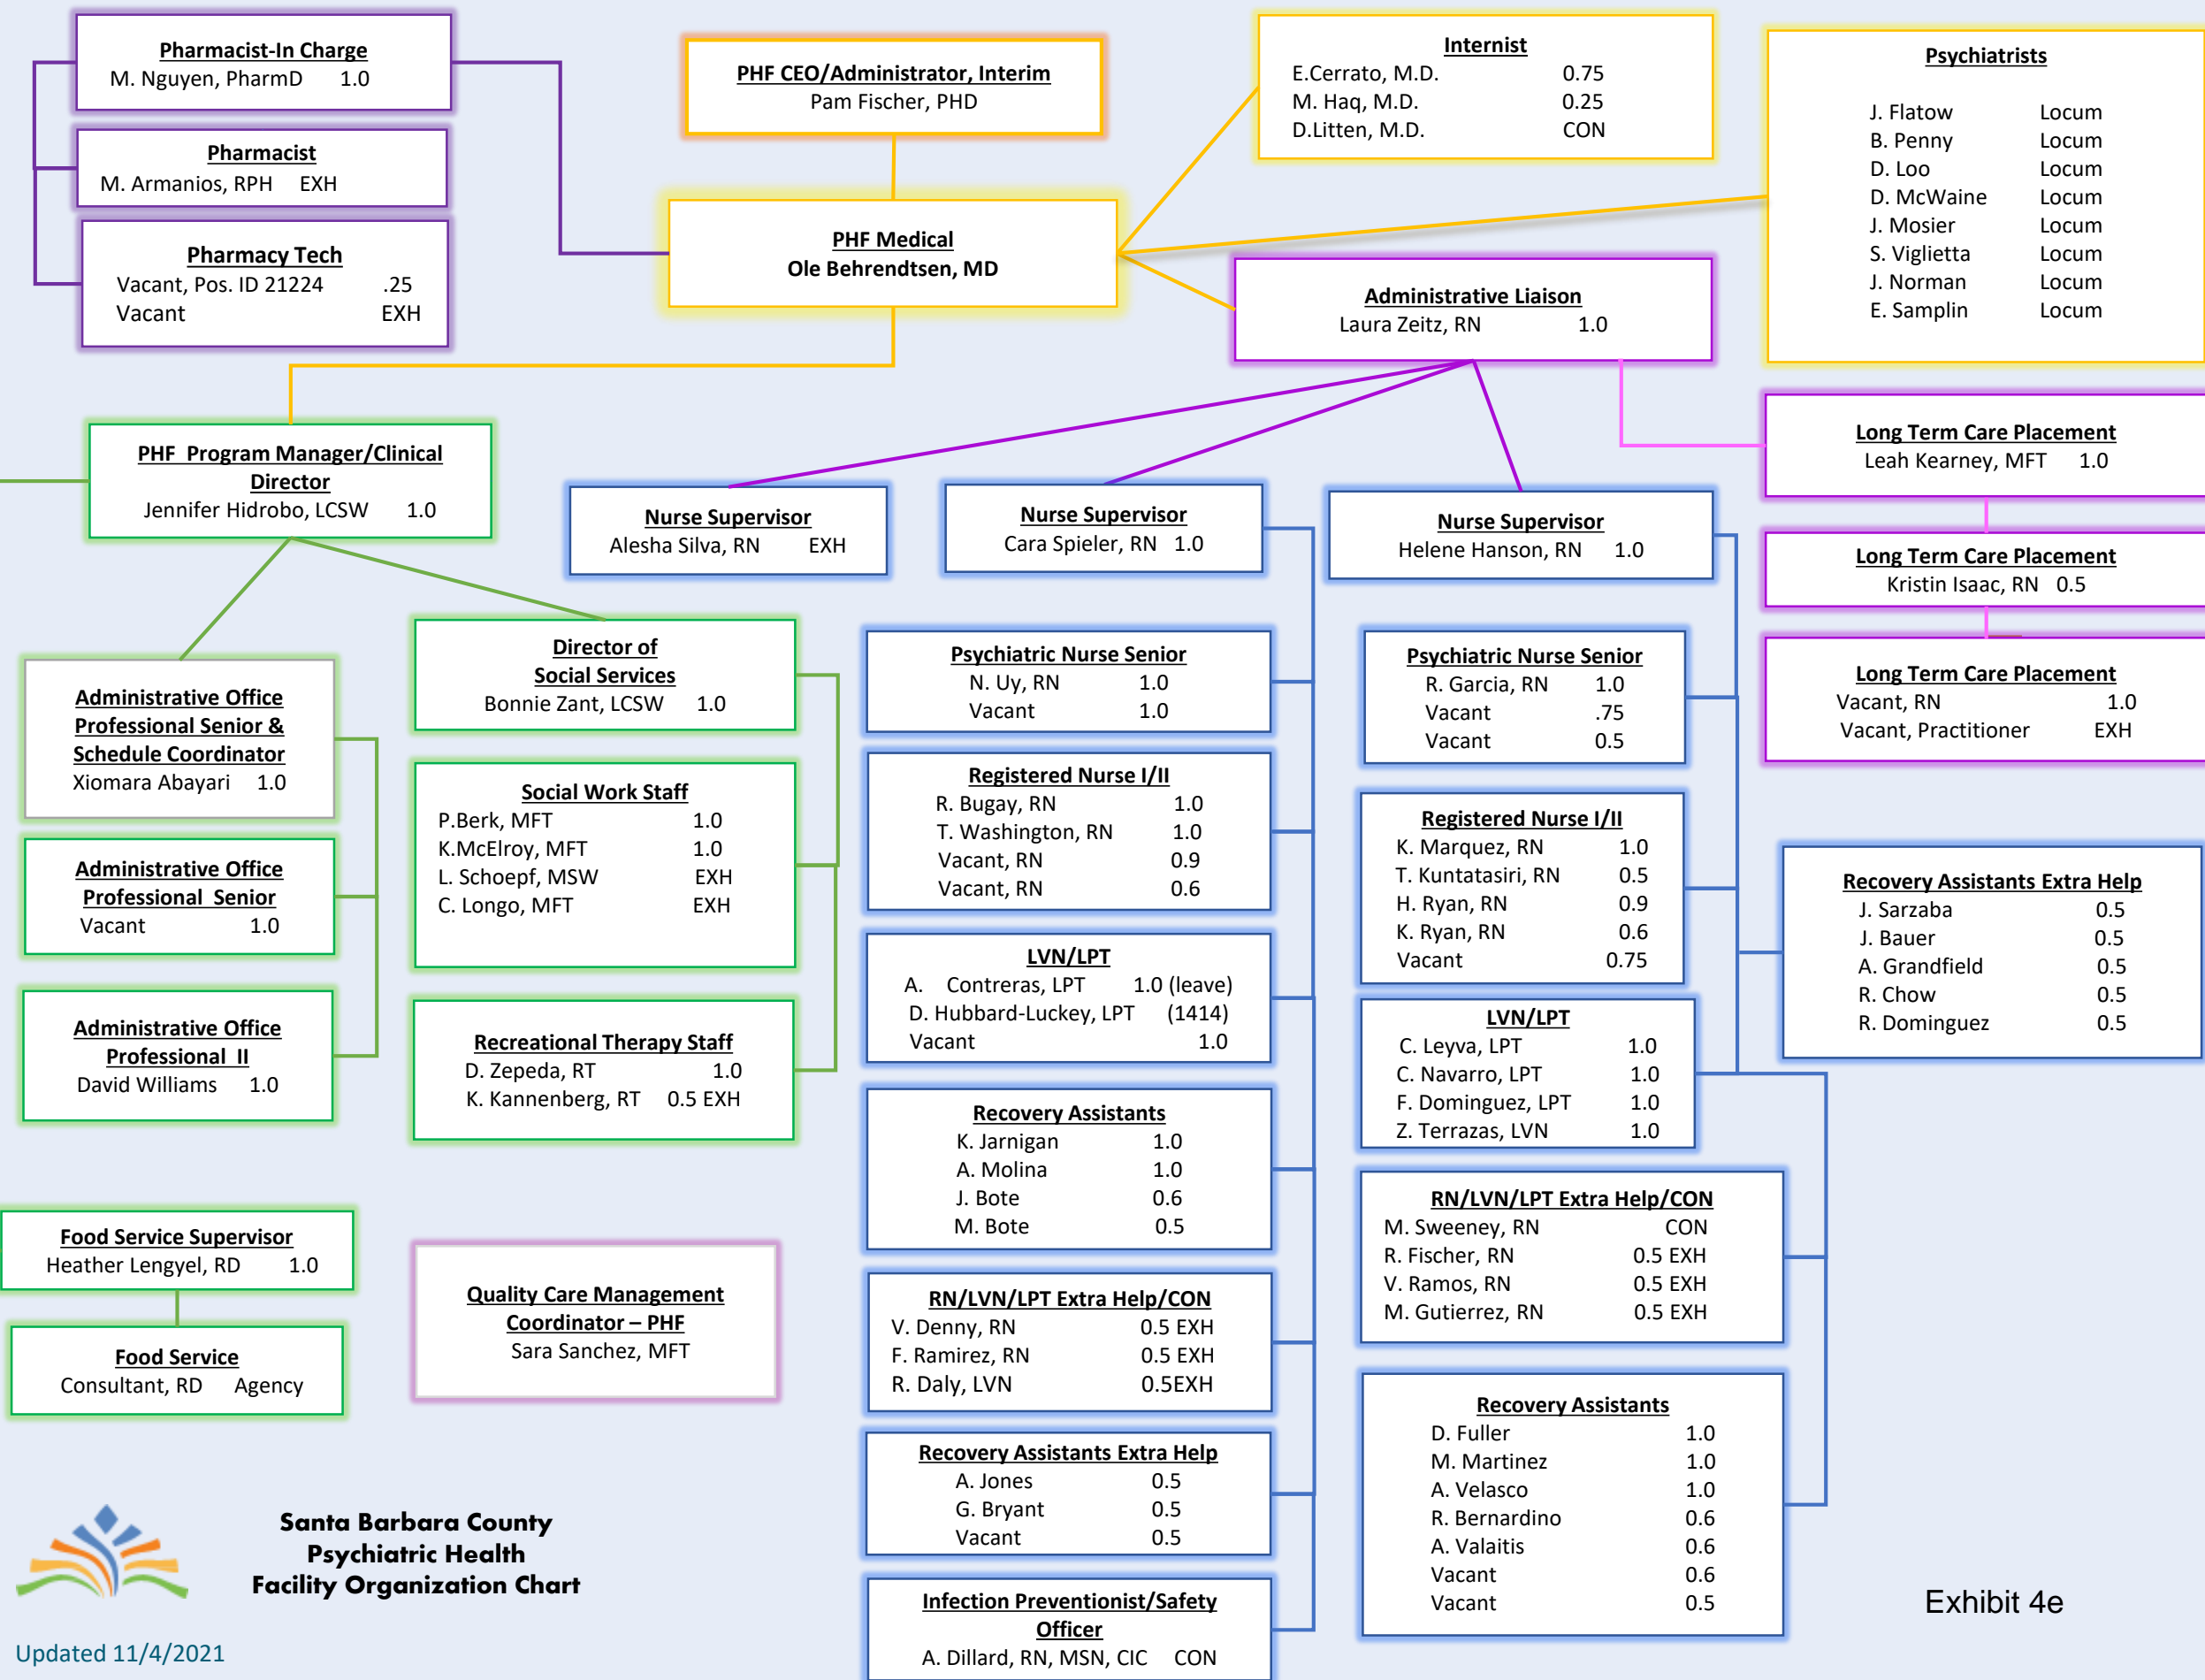 Pharmacist-In Charge
M. Nguyen, PharmD 1.0
Pharmacist
M. Armanios, RPH EXH
Pharmacy Tech
Vacant, Pos. ID 21224 .25
Vacant EXH
PHF CEO/Administrator, Interim
Pam Fischer, PHD
PHF Medical
Ole Behrendtsen, MD
Internist
E.Cerrato, M.D. 0.75
M. Haq, M.D. 0.25
D.Litten, M.D. CON
Psychiatrists
J. Flatow Locum
B. Penny Locum
D. Loo Locum
D. McWaine Locum
J. Mosier Locum
S. Viglietta Locum
J. Norman Locum
E. Samplin Locum
Administrative Liaison
Laura Zeitz, RN 1.0
PHF Program Manager/Clinical
Director
Jennifer Hidrobo, LCSW 1.0
Nurse Supervisor
Alesha Silva, RN EXH
Nurse Supervisor
Cara Spieler, RN 1.0
Nurse Supervisor
Helene Hanson, RN 1.0
Long Term Care Placement
Leah Kearney, MFT 1.0
Long Term Care Placement
Kristin Isaac, RN 0.5
Long Term Care Placement
Vacant, RN 1.0
Vacant, Practitioner EXH
Administrative Office
Professional Senior &
Schedule Coordinator
Xiomara Abayari 1.0
Administrative Office
Professional Senior
Vacant 1.0
Administrative Office
Professional II
David Williams 1.0
Director of
Social Services
Bonnie Zant, LCSW 1.0
Social Work Staff
P.Berk, MFT 1.0
K.McElroy, MFT 1.0
L. Schoepf, MSW EXH
C. Longo, MFT EXH
Recreational Therapy Staff
D. Zepeda, RT 1.0
K. Kannenberg, RT 0.5 EXH
Psychiatric Nurse Senior
N. Uy, RN 1.0
Vacant 1.0
Registered Nurse I/II
R. Bugay, RN 1.0
T. Washington, RN 1.0
Vacant, RN 0.9
Vacant, RN 0.6
LVN/LPT
A. Contreras, LPT 1.0 (leave)
D. Hubbard-Luckey, LPT (1414)
Vacant 1.0
Recovery Assistants
K. Jarnigan 1.0
A. Molina 1.0
J. Bote 0.6
M. Bote 0.5
RN/LVN/LPT Extra Help/CON
V. Denny, RN 0.5 EXH
F. Ramirez, RN 0.5 EXH
R. Daly, LVN 0.5EXH
Recovery Assistants Extra Help
A. Jones 0.5
G. Bryant 0.5
Vacant 0.5
Infection Preventionist/Safety
Officer
A. Dillard, RN, MSN, CIC CON
Psychiatric Nurse Senior
R. Garcia, RN 1.0
Vacant .75
Vacant 0.5
Registered Nurse I/II
K. Marquez, RN 1.0
T. Kuntatasiri, RN 0.5
H. Ryan, RN 0.9
K. Ryan, RN 0.6
Vacant 0.75
LVN/LPT
C. Leyva, LPT 1.0
C. Navarro, LPT 1.0
F. Dominguez, LPT 1.0
Z. Terrazas, LVN 1.0
RN/LVN/LPT Extra Help/CON
M. Sweeney, RN CON
R. Fischer, RN 0.5 EXH
V. Ramos, RN 0.5 EXH
M. Gutierrez, RN 0.5 EXH
Recovery Assistants
D. Fuller 1.0
M. Martinez 1.0
A. Velasco 1.0
R. Bernardino 0.6
A. Valaitis 0.6
Vacant 0.6
Vacant 0.5
Recovery Assistants Extra Help
J. Sarzaba 0.5
J. Bauer 0.5
A. Grandfield 0.5
R. Chow 0.5
R. Dominguez 0.5
Food Service Supervisor
Heather Lengyel, RD 1.0
Food Service
Consultant, RD Agency
Quality Care Management
Coordinator – PHF
Sara Sanchez, MFT
Santa Barbara County
Psychiatric Health
Facility Organization Chart
Updated 11/4/2021
Exhibit 4e